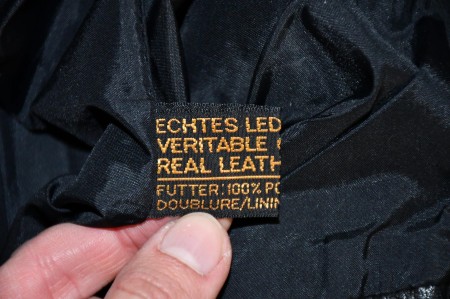 ECHTES LED
VERITABLE
REAL LEATH
FUTTER: 100% PO
DOUBLURE/LININ